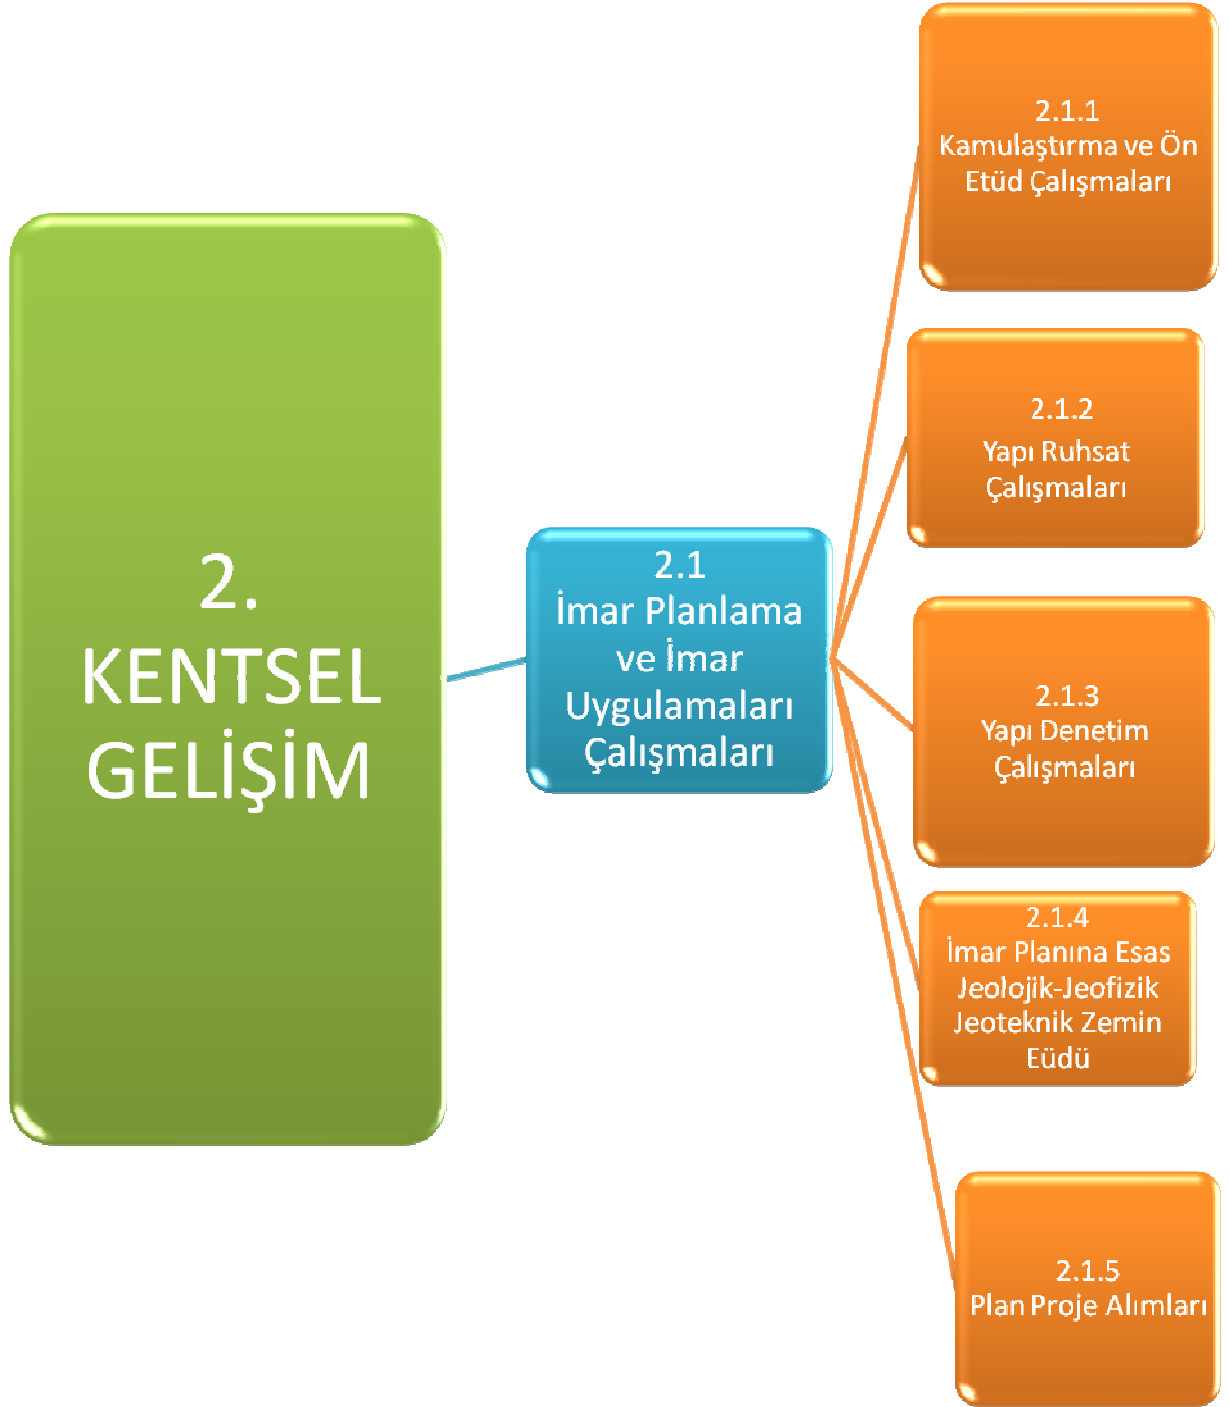 2.
KENTSEL
GELİŞİM
2.1
İmar Planlama
ve İmar
Uygulamaları
Çalışmaları
2.1.1
Kamulaştırma ve Ön
Etüd Çalışmaları
2.1.2
Yapı Ruhsat
Çalışmaları
2.1.3
Yapı Denetim
Çalışmaları
2.1.4
İmar Planına Esas
Jeolojik-Jeofizik
Jeoteknik Zemin
Eüdü
2.1.5
Plan Proje Alımları